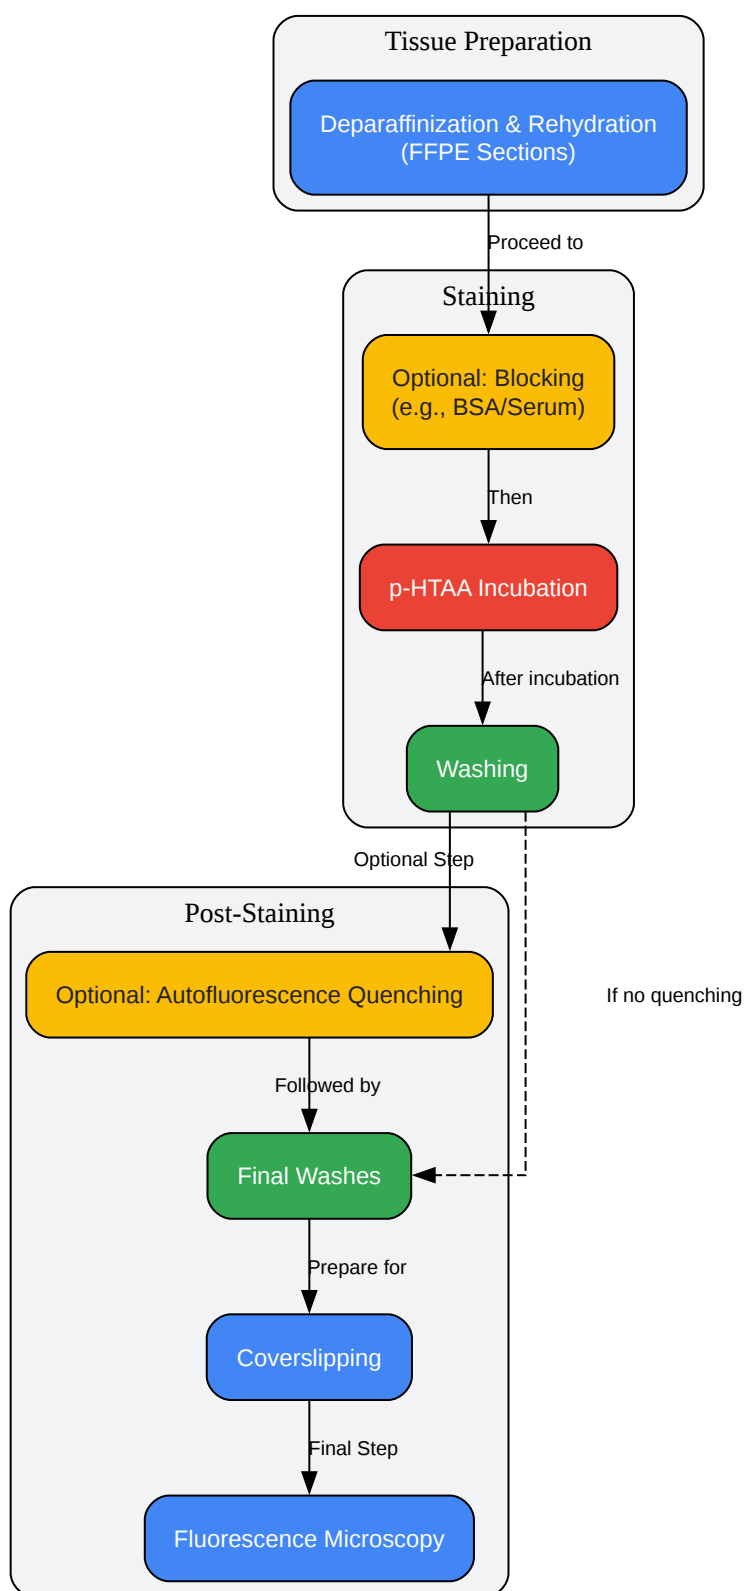 Tissue Preparation
Deparaffinization & Rehydration
(FFPE Sections)
Proceed to
Staining
Optional: Blocking
(e.g., BSA/Serum)
Then
p-HTAA Incubation
After incubation
Washing
Optional Step
Post-Staining
Optional: Autofluorescence Quenching
If no quenching
Followed by
Final Washes
Prepare for
Coverslipping
Final Step
Fluorescence Microscopy